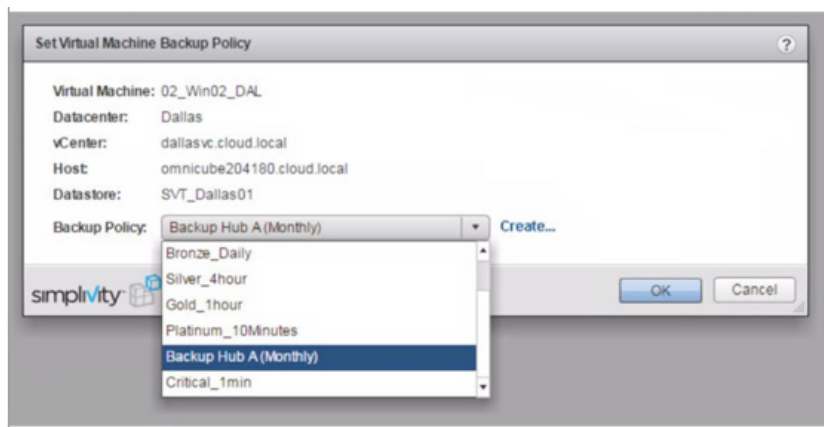 Set Virtual Machine Backup Policy ?
Virtual Machine: 02_Win02_DAL
Datacenter: Dallas
vCenter: dallasvc.cloud.local
Host: omnicube204180.cloud.local
Datastore: SVT_Dallas01
Backup Policy: Backup Hub A (Monthly) Create...
Bronze_Daily
Silver_4hour
Gold_1hour
Platinum_10Minutes
Backup Hub A (Monthly)
Critical_1min
simplivity
OK Cancel